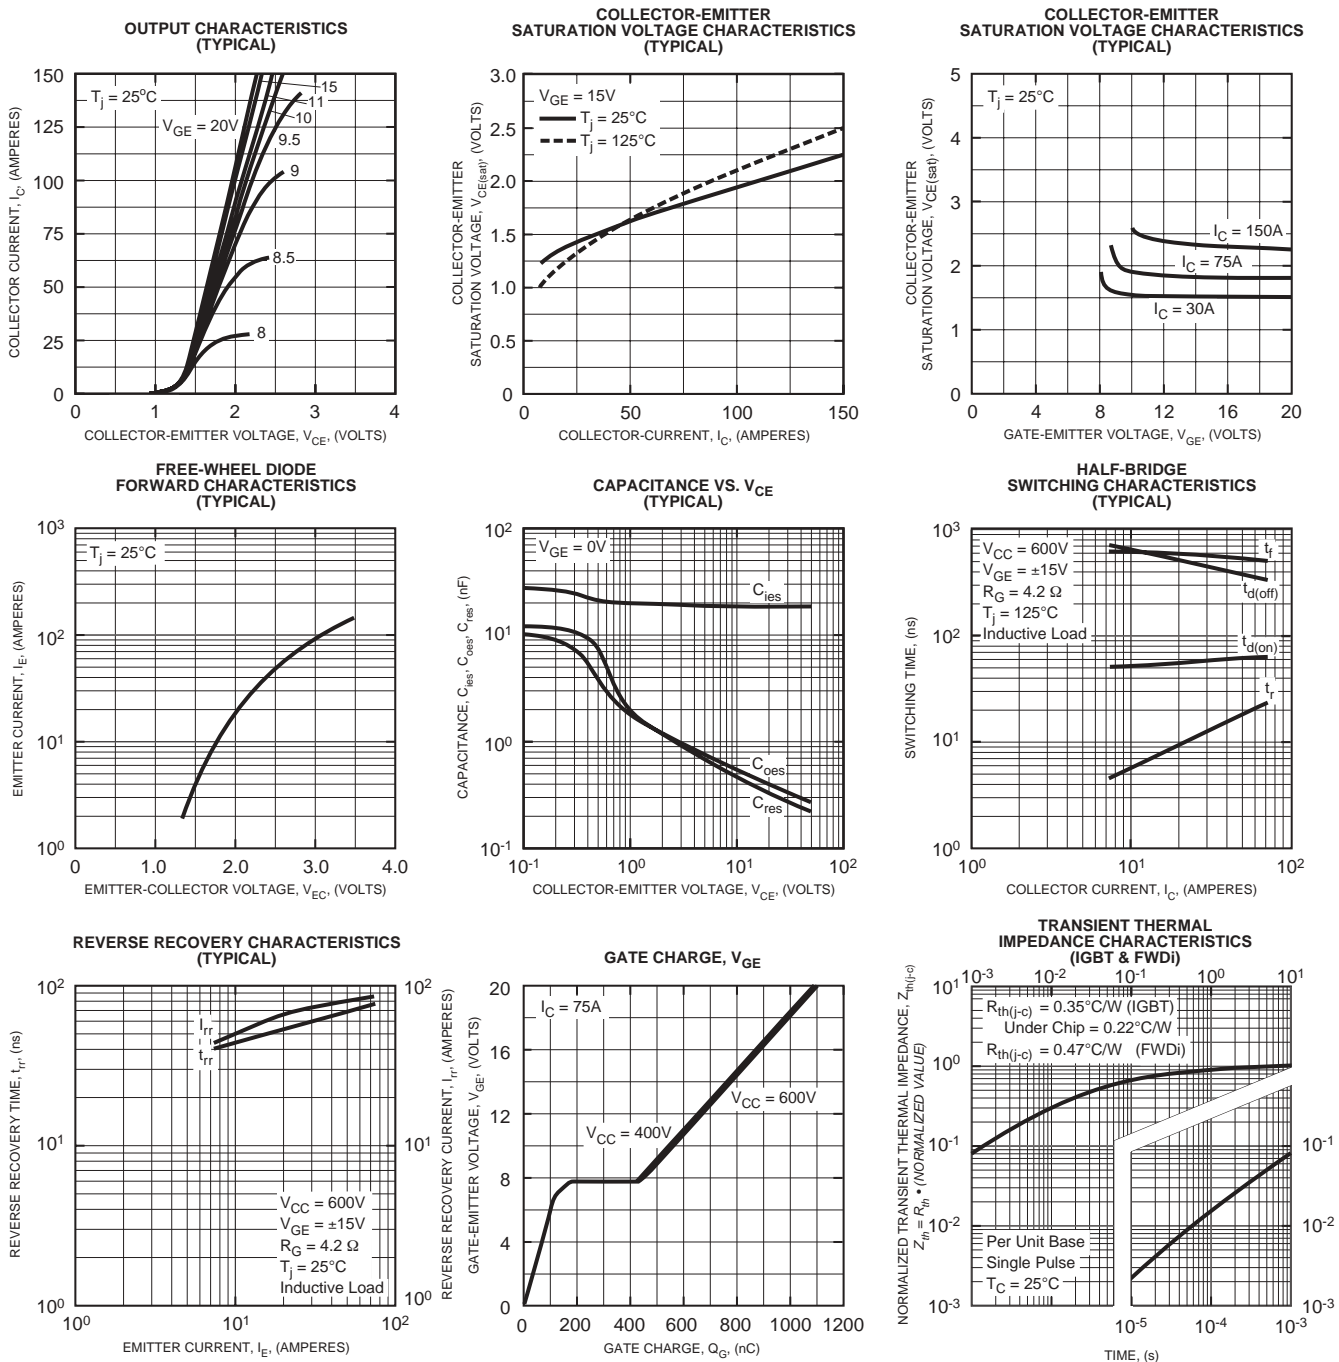 OUTPUT CHARACTERISTICS
(TYPICAL)
150
125
100
75
50
25
0
0 1 2 3 4
COLLECTOR CURRENT, IC, (AMPERES)
COLLECTOR-EMITTER VOLTAGE, VCE, (VOLTS)
Tj = 25°C
VGE = 20V
15
11
10
9.5
9
8.5
8
COLLECTOR-EMITTER
SATURATION VOLTAGE CHARACTERISTICS
(TYPICAL)
3.0
2.5
2.0
1.5
1.0
0.5
0
0 50 100 150
COLLECTOR-EMITTER
SATURATION VOLTAGE, VCE(sat), (VOLTS)
COLLECTOR-CURRENT, IC, (AMPERES)
VGE = 15V
Tj = 25°C
Tj = 125°C
COLLECTOR-EMITTER
SATURATION VOLTAGE CHARACTERISTICS
(TYPICAL)
5
4
3
2
1
0
0 4 8 12 16 20
COLLECTOR-EMITTER
SATURATION VOLTAGE, VCE(sat), (VOLTS)
GATE-EMITTER VOLTAGE, VGE, (VOLTS)
Tj = 25°C
IC = 150A
IC = 75A
IC = 30A
FREE-WHEEL DIODE
FORWARD CHARACTERISTICS
(TYPICAL)
10³
10²
10¹
10⁰
0 1.0 2.0 3.0 4.0
EMITTER CURRENT, IE, (AMPERES)
EMITTER-COLLECTOR VOLTAGE, VEC, (VOLTS)
Tj = 25°C
CAPACITANCE VS. VCE
(TYPICAL)
10²
10¹
10⁰
10⁻¹
10⁻¹ 10⁰ 10¹ 10²
CAPACITANCE, Cies, Coes, Cres, (nF)
COLLECTOR-EMITTER VOLTAGE, VCE, (VOLTS)
VGE = 0V
Cies
Coes
Cres
HALF-BRIDGE
SWITCHING CHARACTERISTICS
(TYPICAL)
10³
10²
10¹
10⁰
10⁰ 10¹ 10²
SWITCHING TIME, (ns)
COLLECTOR CURRENT, IC, (AMPERES)
VCC = 600V
VGE = ±15V
RG = 4.2 Ω
Tj = 125°C
Inductive Load
tf
td(off)
td(on)
tr
REVERSE RECOVERY CHARACTERISTICS
(TYPICAL)
10²
10¹
10⁰
10² 
10¹
10⁰
10⁰ 10¹ 10²
REVERSE RECOVERY TIME, trr, (ns)
REVERSE RECOVERY CURRENT, Irr, (AMPERES)
EMITTER CURRENT, IE, (AMPERES)
Irr
trr
VCC = 600V
VGE = ±15V
RG = 4.2 Ω
Tj = 25°C
Inductive Load
GATE CHARGE, VGE
20
16
12
8
4
0
0 200 400 600 800 1000 1200
GATE-EMITTER VOLTAGE, VGE, (VOLTS)
GATE CHARGE, QG, (nC)
IC = 75A
VCC = 400V
VCC = 600V
TRANSIENT THERMAL
IMPEDANCE CHARACTERISTICS
(IGBT & FWDi)
10⁻³ 10⁻² 10⁻¹ 10⁰ 10¹
10¹
10⁰
10⁻¹
10⁻²
10⁻³
10⁻¹
10⁻²
10⁻³
10⁻⁵ 10⁻⁴ 10⁻³
NORMALIZED TRANSIENT THERMAL IMPEDANCE, Zth(j-c)
Zth = Rth • (NORMALIZED VALUE)
TIME, (s)
Rth(j-c) = 0.35°C/W (IGBT)
Under Chip = 0.22°C/W
Rth(j-c) = 0.47°C/W (FWDi)
Per Unit Base
Single Pulse
TC = 25°C